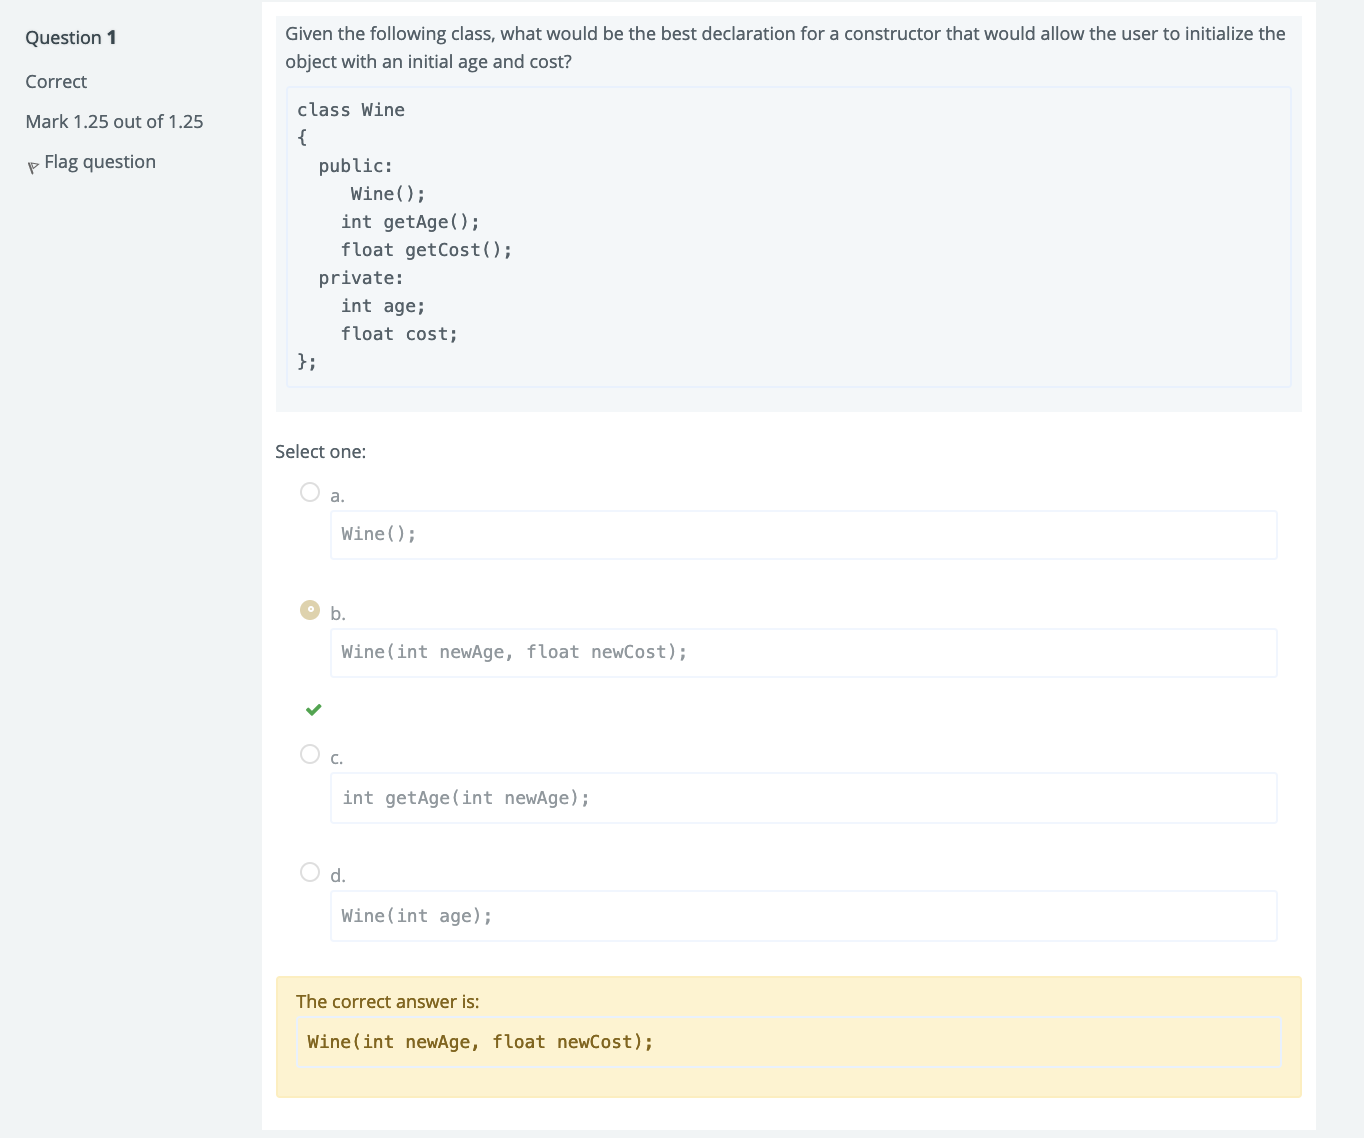 Question 1
Correct
Mark 1.25 out of 1.25
Flag question
Given the following class, what would be the best declaration for a constructor that would allow the user to initialize the
object with an initial age and cost?
class Wine
{
  public:
     Wine();
    int getAge();
    float getCost();
  private:
    int age;
    float cost;
};
Select one:
a.
Wine();
b.
Wine(int newAge, float newCost);
c.
int getAge(int newAge);
d.
Wine(int age);
The correct answer is:
Wine(int newAge, float newCost);